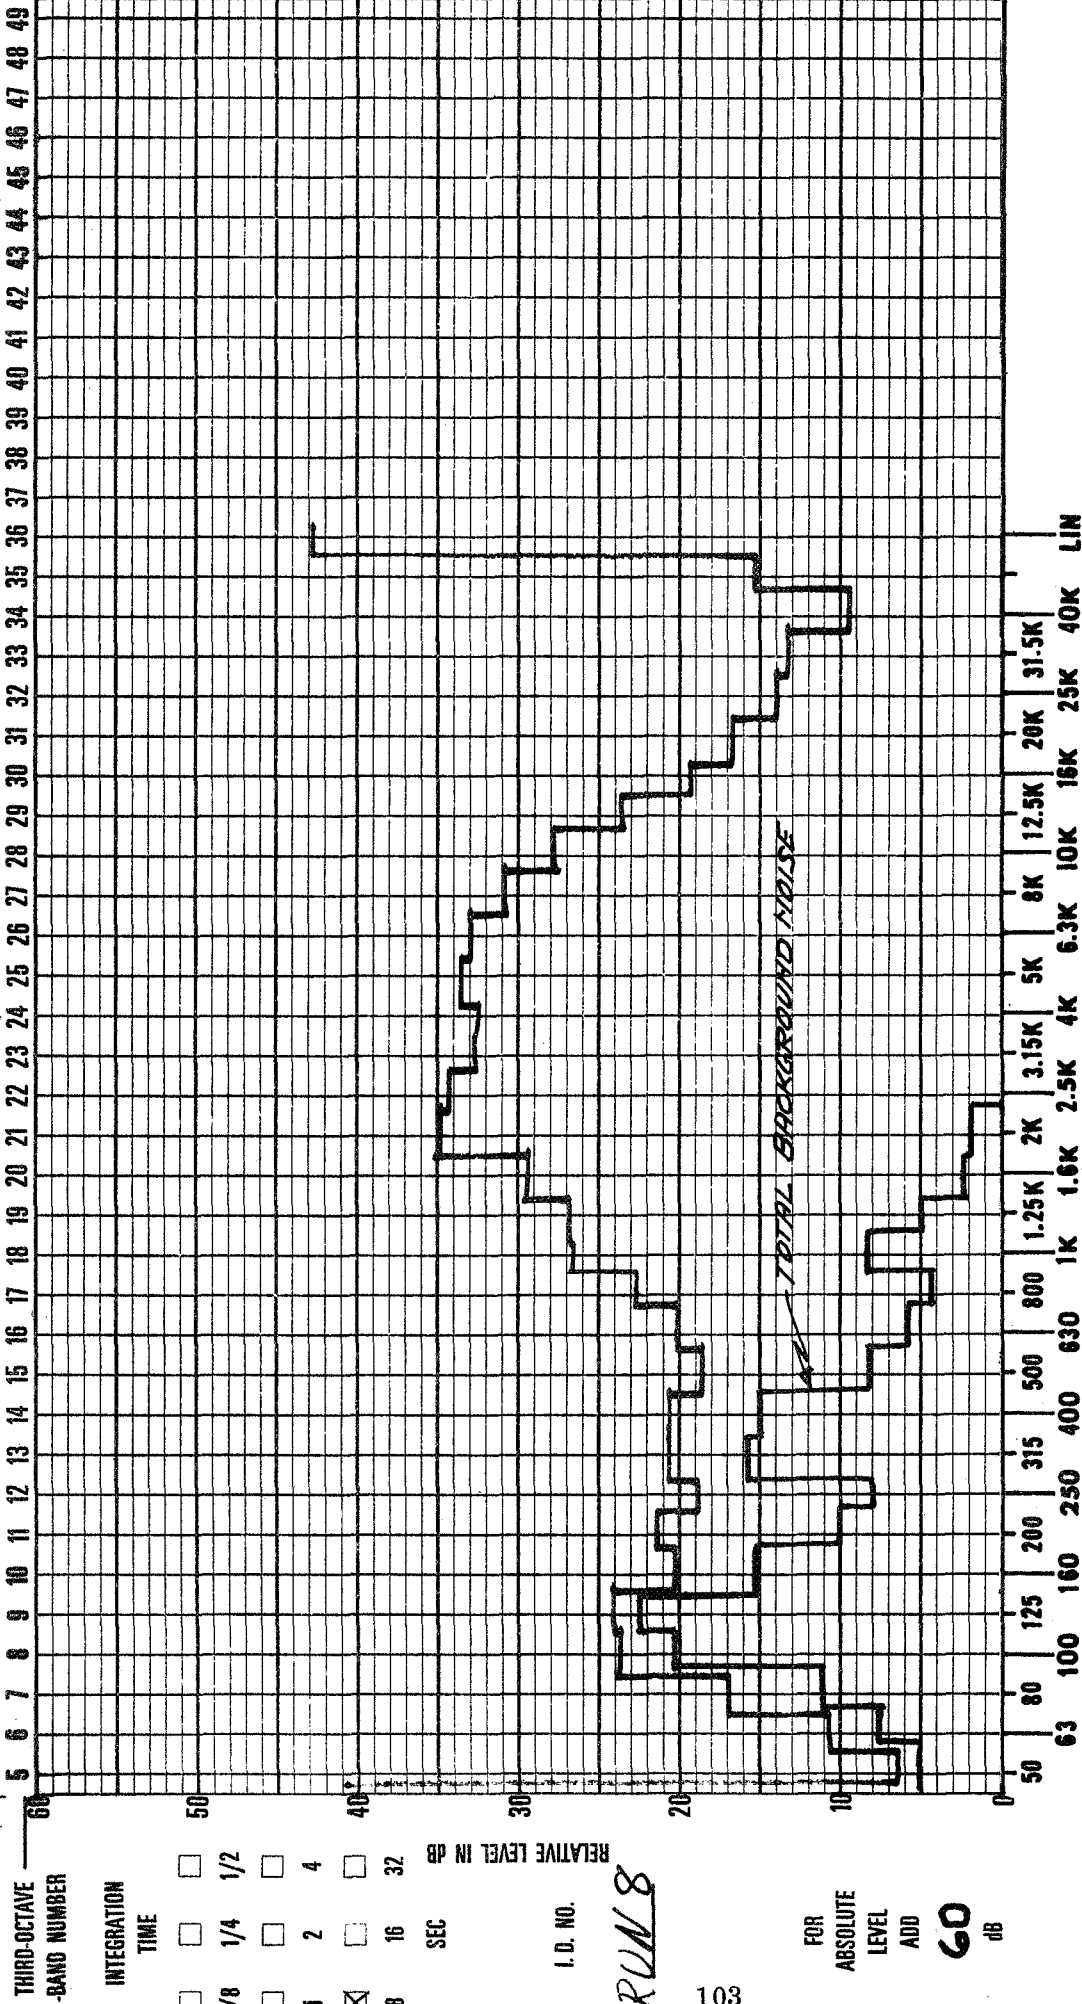 THIRD-OCTAVE
-BAND NUMBER
5 6 7 8 9 10 11 12 13 14 15 16 17 18 19 20 21 22 23 24 25 26 27 28 29 30 31 32 33 34 35 36 37 38 39 40 41 42 43 44 45 46 47 48 49
INTEGRATION
TIME
1/4 1/2
2 4
16 32
SEC
RELATIVE LEVEL IN dB
60
50
40
30
20
10
0
I.D. NO.
RUN 8
FOR
ABSOLUTE
LEVEL
ADD
60
dB
TOTAL BACKGROUND NOISE
50 80 125 200 315 500 800 1.25K 2K 3.15K 5K 8K 12.5K 20K 31.5K
63 100 160 250 400 630 1K 1.6K 2.5K 4K 6.3K 10K 16K 25K 40K LIN
103